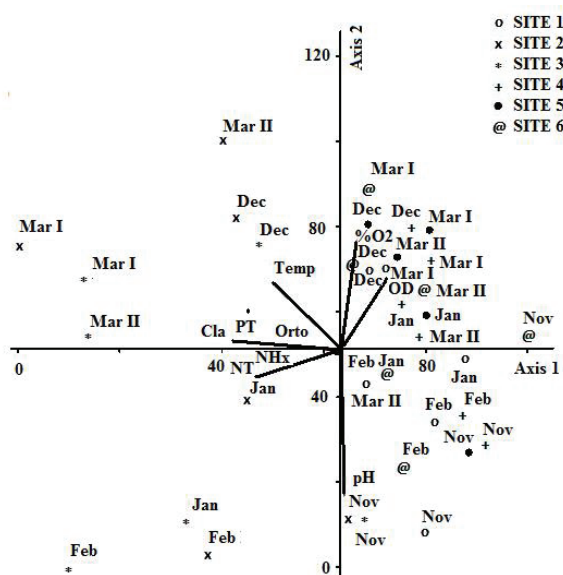 o SITE 1
x SITE 2
* SITE 3
+ SITE 4
● SITE 5
@ SITE 6
120
Axis 2
Mar II
x
Mar I
@
Dec
x
Dec
*
Dec
●
Dec
+
Mar I
●
80
%O2
Mar I
x
Mar II
●
Dec
@
Dec
o
Mar I
o
Mar I
+
Mar I
*
Temp
OD
Mar II
@
Jan
+
Jan
●
Mar II
*
Cla
PT
Orto
Mar II
+
Nov
@
0
40
80
Axis 1
NHx
NT
Feb
o
Jan
@
Jan
o
Jan
x
40
Mar II
Feb
o
Feb
+
Feb
@
Nov
●
Nov
+
pH
Jan
*
Nov
x
Nov
*
Nov
o
Feb
x
Feb
*
0